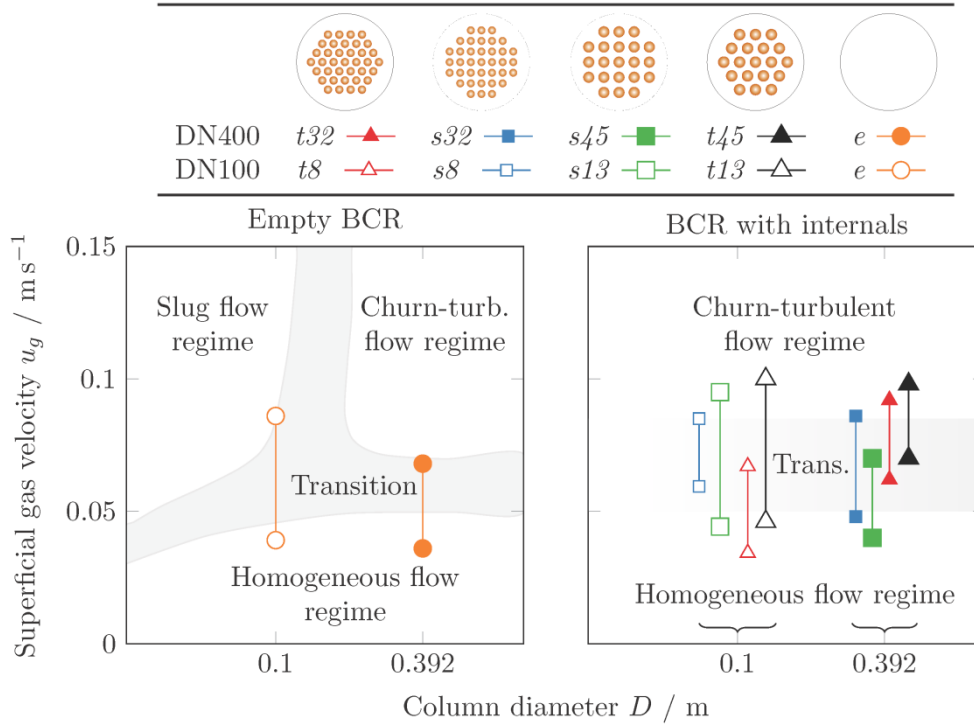 DN400 t32 s32 s45 t45 e
DN100 t8 s8 s13 t13 e
Empty BCR
BCR with internals
Superficial gas velocity u_g / m s⁻¹
0.15
0.1
0.05
0
Slug flow
regime
Churn-turb.
flow regime
Transition
Homogeneous flow
regime
0.1 0.392
Churn-turbulent
flow regime
Trans.
Homogeneous flow regime
0.1 0.392
Column diameter D / m